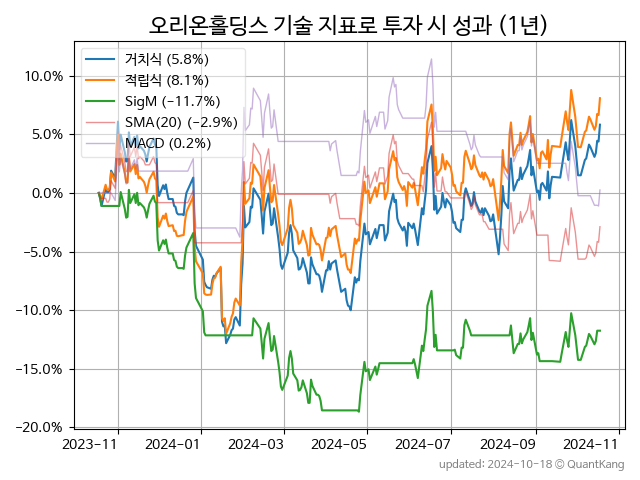 오리온홀딩스 기술 지표로 투자 시 성과 (1년)
거치식 (5.8%)
적립식 (8.1%)
SigM (−11.7%)
SMA(20) (−2.9%)
MACD (0.2%)
10.0%
5.0%
0.0%
−5.0%
−10.0%
−15.0%
−20.0%
2023-11 2024-01 2024-03 2024-05 2024-07 2024-09 2024-11
updated: 2024-10-18 © QuantKang